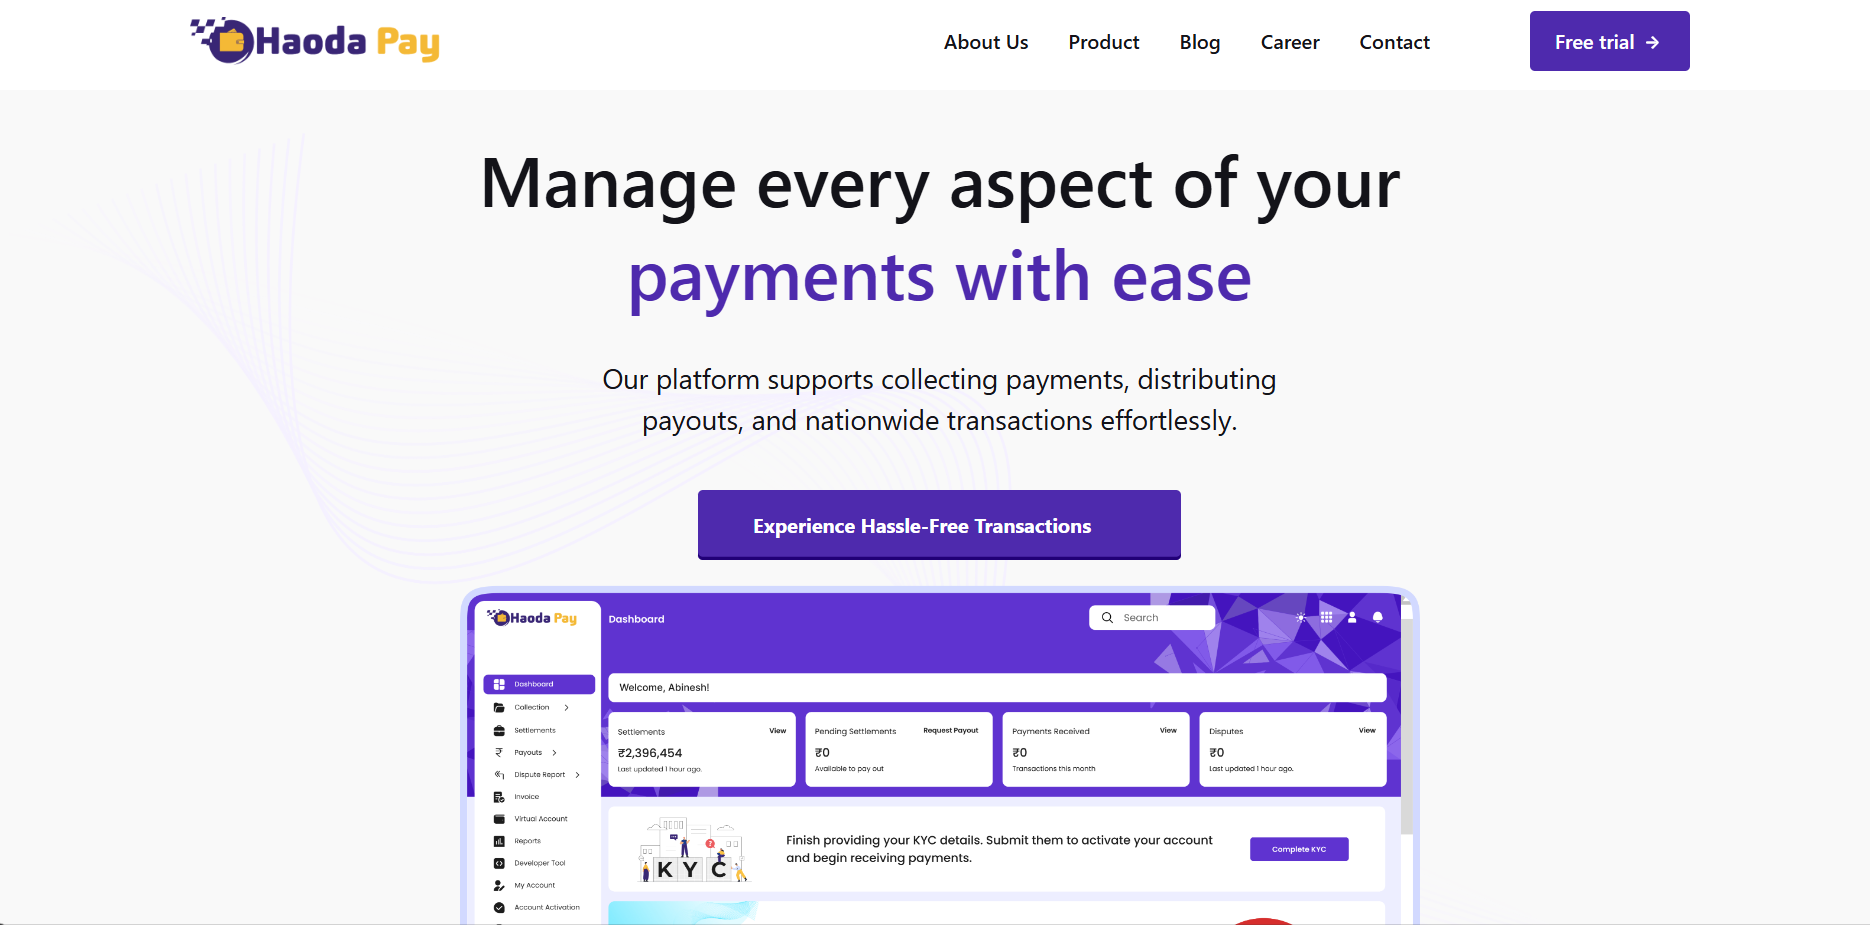 Haoda Pay
About Us
Product
Blog
Career
Contact
Free trial
Manage every aspect of your
payments with ease
Our platform supports collecting payments, distributing
payouts, and nationwide transactions effortlessly.
Experience Hassle-Free Transactions
Haoda Pay
Dashboard
Search
Dashboard
Collection
Settlements
Payouts
Dispute Report
Invoice
Virtual Account
Reports
Developer Tool
My Account
Account Activation
Welcome, Abinesh!
Settlements
View
₹2,396,454
Last updated 1 hour ago.
Pending Settlements
Request Payout
₹0
Available to pay out
Payments Received
View
₹0
Transactions this month
Disputes
View
₹0
Last updated 1 hour ago.
KYC
Finish providing your KYC details. Submit them to activate your account
and begin receiving payments.
Complete KYC